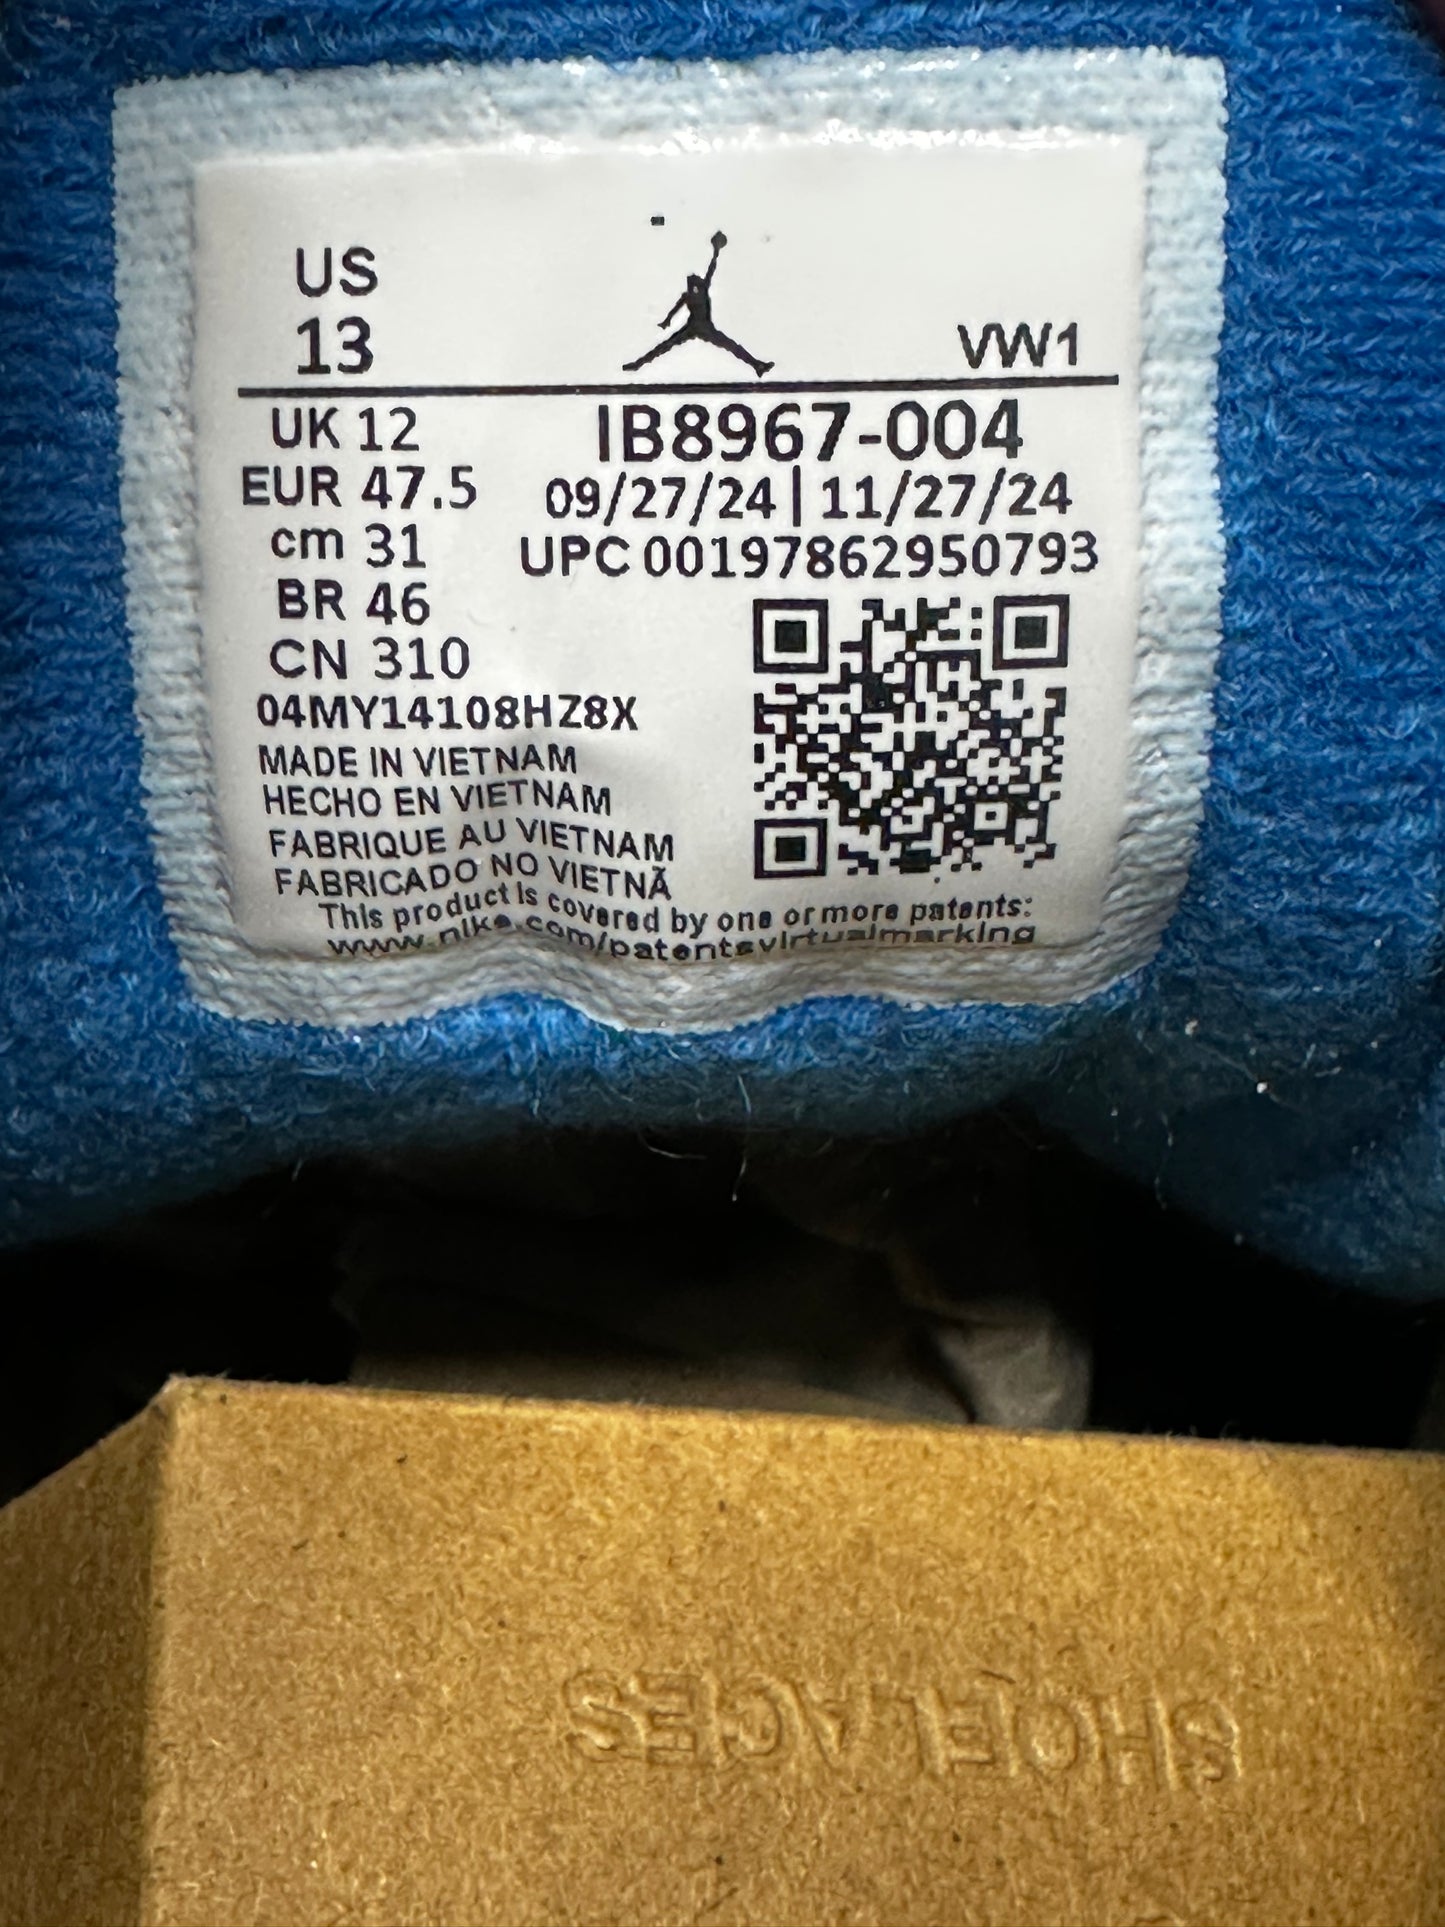 US
13
VW1
UK 12
EUR 47.5
cm 31
BR 46
CN 310
IB8967-004
09/27/24 | 11/27/24
UPC 00197862950793
04MY14108HZ8X
MADE IN VIETNAM
HECHO EN VIETNAM
FABRIQUE AU VIETNAM
FABRICADO NO VIETNÃ
This product is covered by one or more patents:
www.nike.com/patentsvirtualmarking
SHOELACES